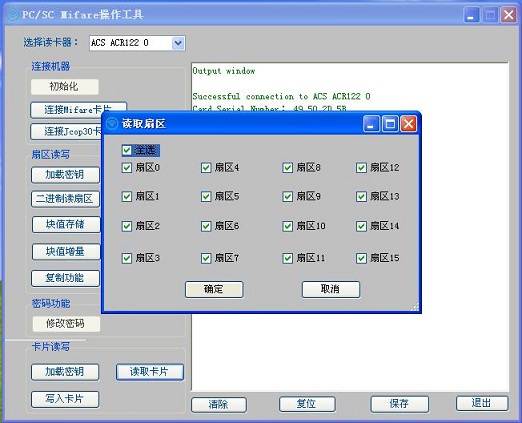 PC/SC Mifare操作工具
选择读卡器：
ACS ACR122 0
连接机器
初始化
连接Mifare卡片
连接Jcop30卡
扇区读写
加载密钥
二进制读扇区
块值存储
块值增量
复制功能
密码功能
修改密码
卡片读写
加载密钥
读取卡片
写入卡片
Output window
Successful connection to ACS ACR122 0
Card Serial Number: 49 50 2D 5B
读取扇区
全选
扇区0 扇区4 扇区8 扇区12
扇区1 扇区5 扇区9 扇区13
扇区2 扇区6 扇区10 扇区14
扇区3 扇区7 扇区11 扇区15
确定 取消
清除 复位 保存 退出